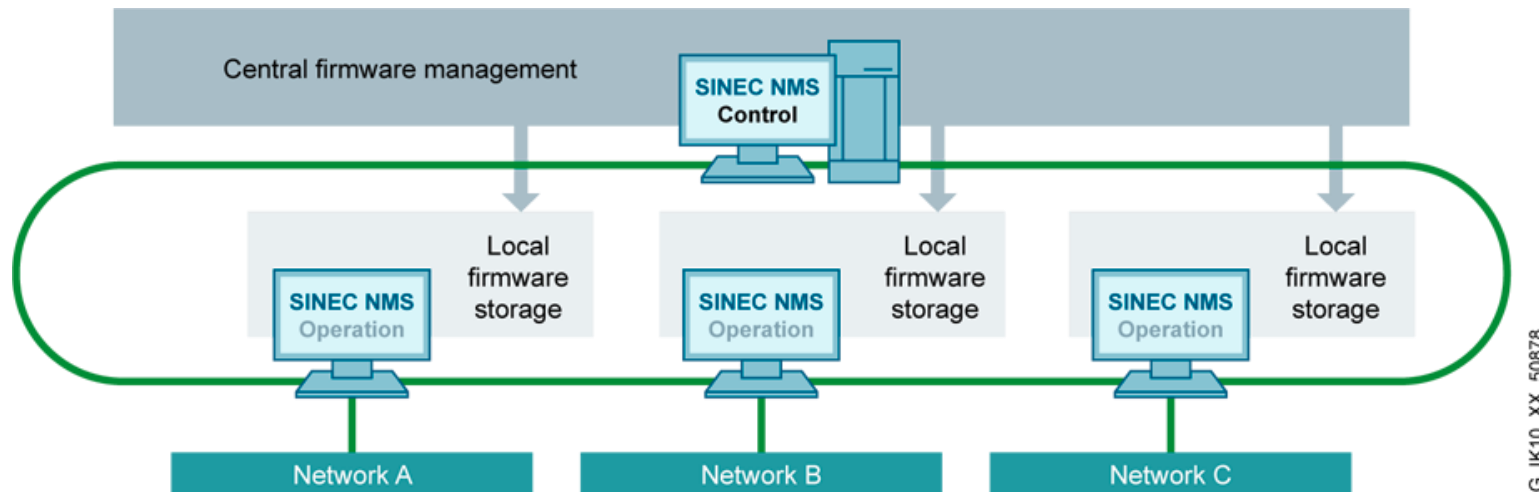 Central firmware management
SINEC NMS
Control
Local
firmware
storage
SINEC NMS
Operation
Local
firmware
storage
SINEC NMS
Operation
Local
firmware
storage
SINEC NMS
Operation
Network A
Network B
Network C
G_IK10_XX_50878